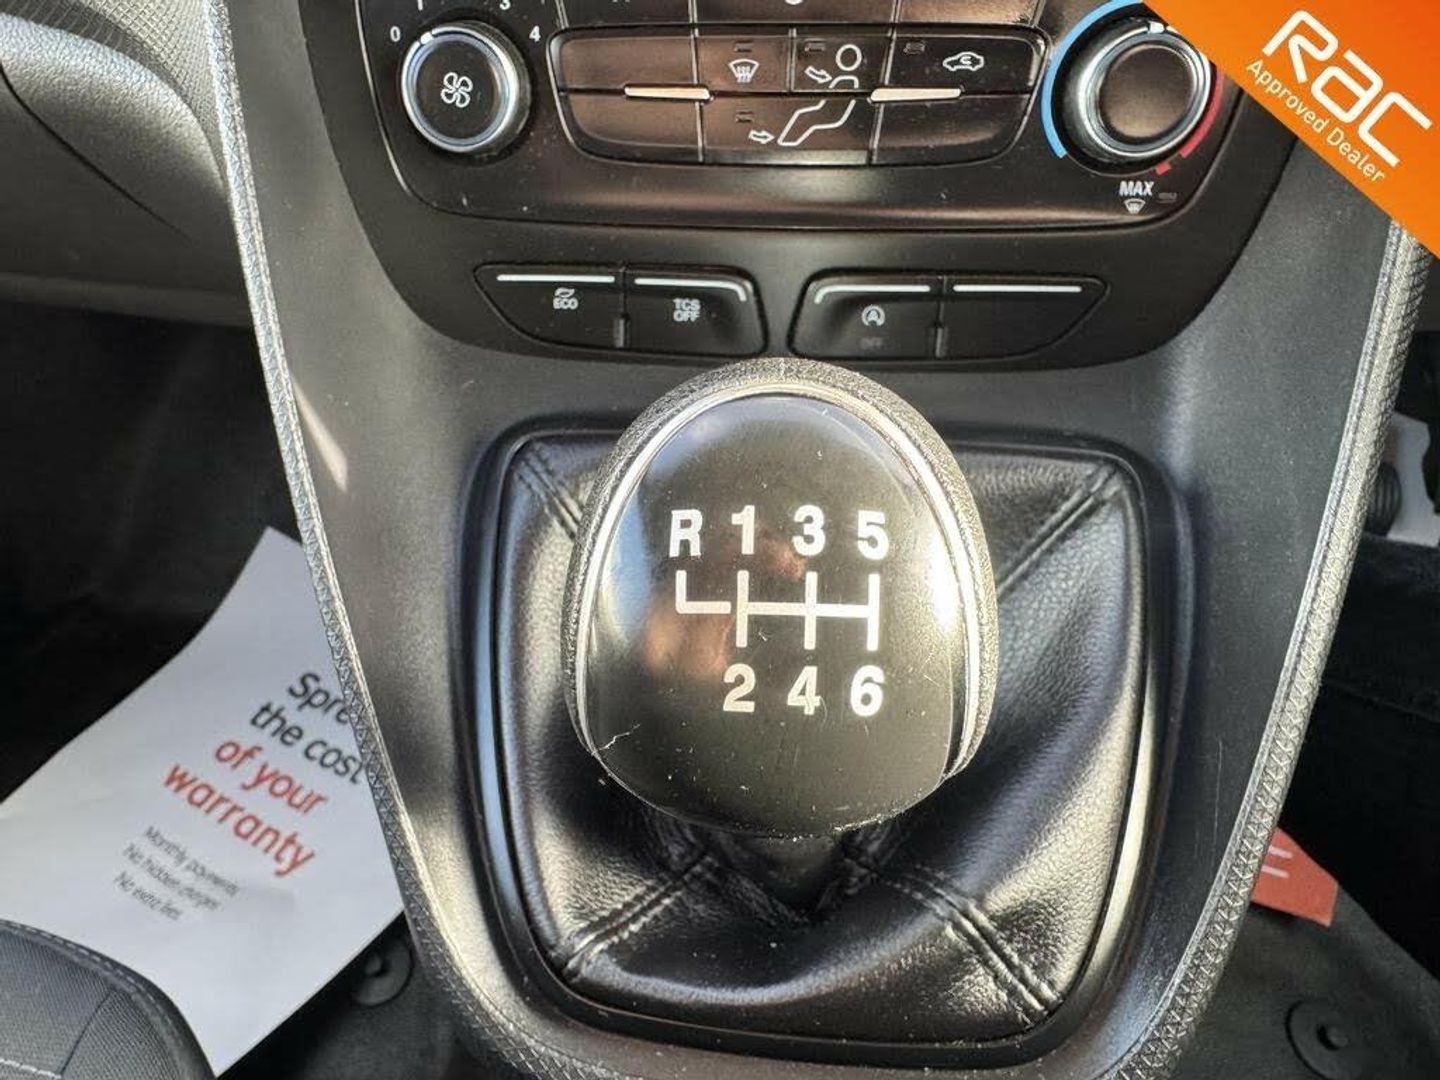 0 1 3 4
MAX
RAC
Approved Dealer
ECO
TCS
OFF
A
OFF
R 1 3 5
2 4 6
Spre
the cost
of your
warranty
Monthly payments
No hidden charges
No extra fees